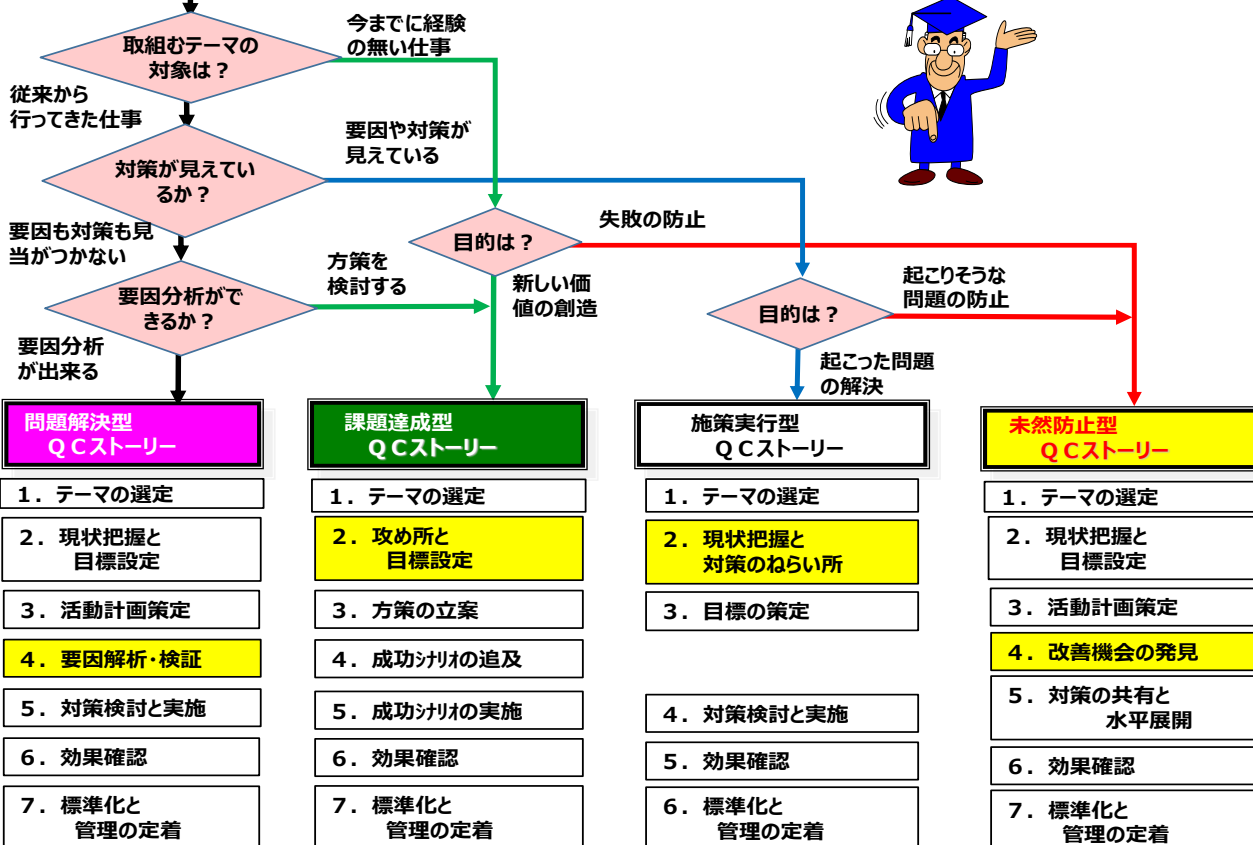 取組むテーマの
対象は？
今までに経験
の無い仕事
従来から
行ってきた仕事
対策が見えてい
るか？
要因や対策が
見えている
要因も対策も見
当がつかない
目的は？
失敗の防止
要因分析がで
きるか？
方策を
検討する
新しい価
値の創造
目的は？
起こりそうな
問題の防止
要因分析
が出来る
起こった問題
の解決
問題解決型
ＱＣストーリー
１．テーマの選定
２．現状把握と
目標設定
３．活動計画策定
４．要因解析・検証
５．対策検討と実施
６．効果確認
７．標準化と
管理の定着
課題達成型
ＱＣストーリー
１．テーマの選定
２．攻め所と
目標設定
３．方策の立案
４．成功ｼﾅﾘｵの追及
５．成功ｼﾅﾘｵの実施
６．効果確認
７．標準化と
管理の定着
施策実行型
ＱＣストーリー
１．テーマの選定
２．現状把握と
対策のねらい所
３．目標の策定
４．対策検討と実施
５．効果確認
６．標準化と
管理の定着
未然防止型
ＱＣストーリー
１．テーマの選定
２．現状把握と
目標設定
３．活動計画策定
４．改善機会の発見
５．対策の共有と
水平展開
６．効果確認
７．標準化と
管理の定着